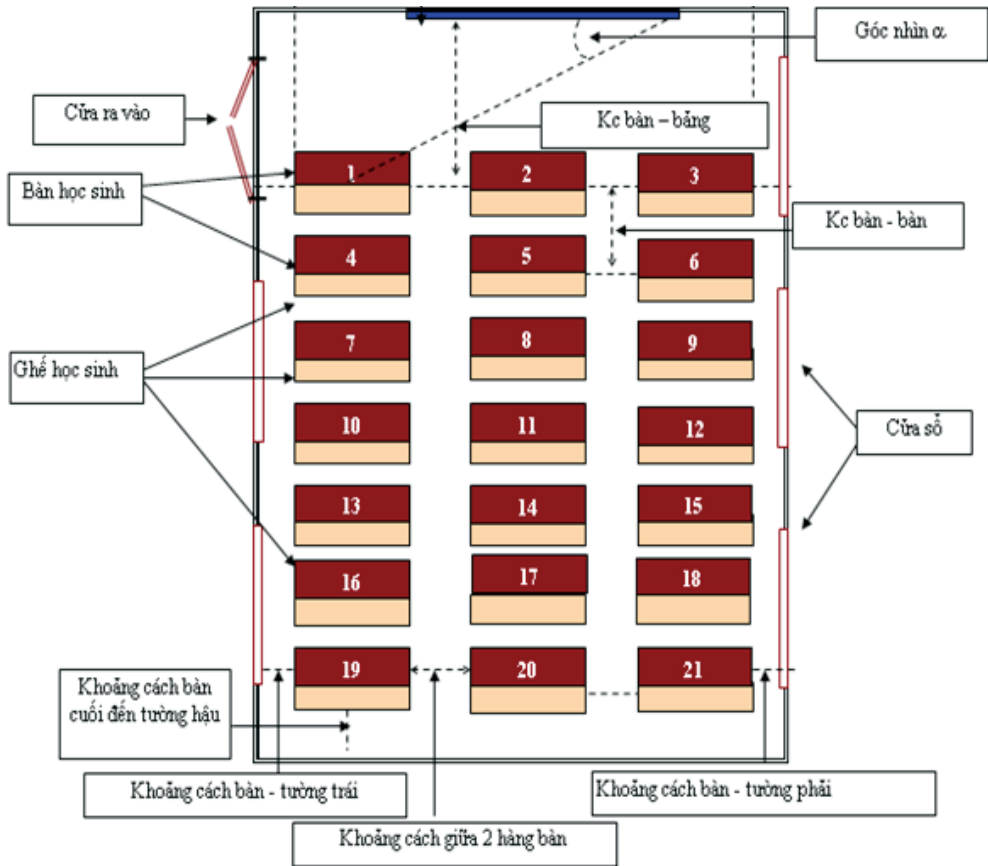 Góc nhìn α
Cửa ra vào
Kc bàn – bảng
Bàn học sinh
1
2
3
Kc bàn - bàn
4
5
6
Ghế học sinh
7
8
9
10
11
12
Cửa sổ
13
14
15
16
17
18
19
20
21
Khoảng cách bàn
cuối đến tường hậu
Khoảng cách bàn - tường trái
Khoảng cách bàn - tường phải
Khoảng cách giữa 2 hàng bàn